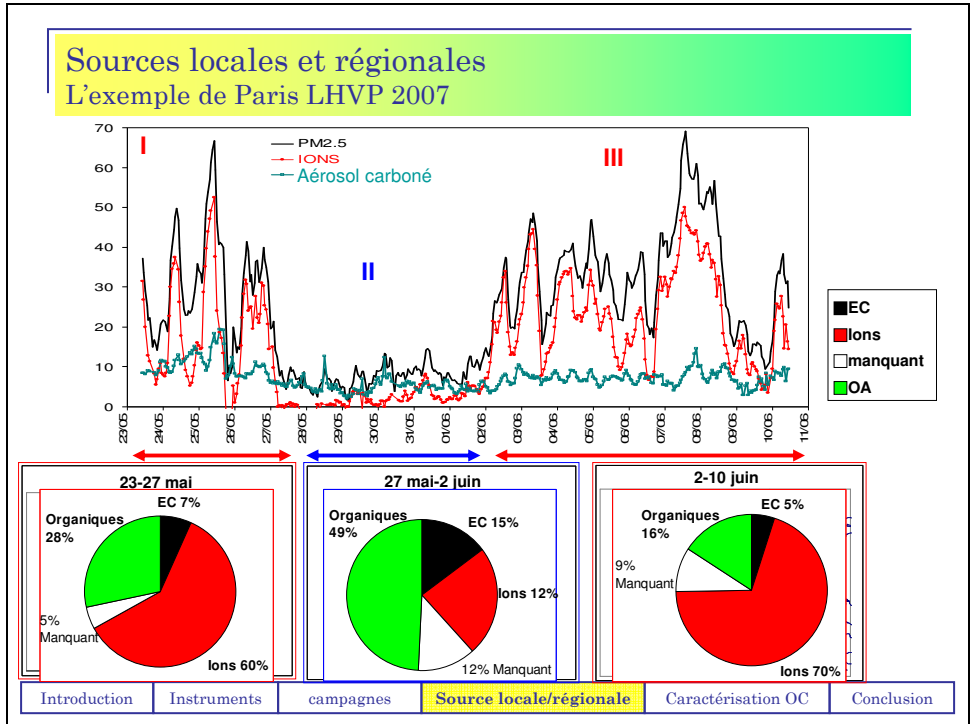 Sources locales et régionales
L'exemple de Paris LHVP 2007
70
60
50
40
30
20
10
0
I
II
III
PM2.5
IONS
Aérosol carboné
23/05
24/05
25/05
26/05
27/05
28/05
29/05
30/05
31/05
01/06
02/06
03/06
04/06
05/06
06/06
07/06
08/06
09/06
10/06
11/06
EC
Ions
manquant
OA
23-27 mai
EC 7%
Organiques
28%
5%
Manquant
Ions 60%
27 mai-2 juin
Organiques
49%
EC 15%
Ions 12%
12% Manquant
2-10 juin
EC 5%
Organiques
16%
9%
Manquant
Ions 70%
Introduction
Instruments
campagnes
Source locale/régionale
Caractérisation OC
Conclusion